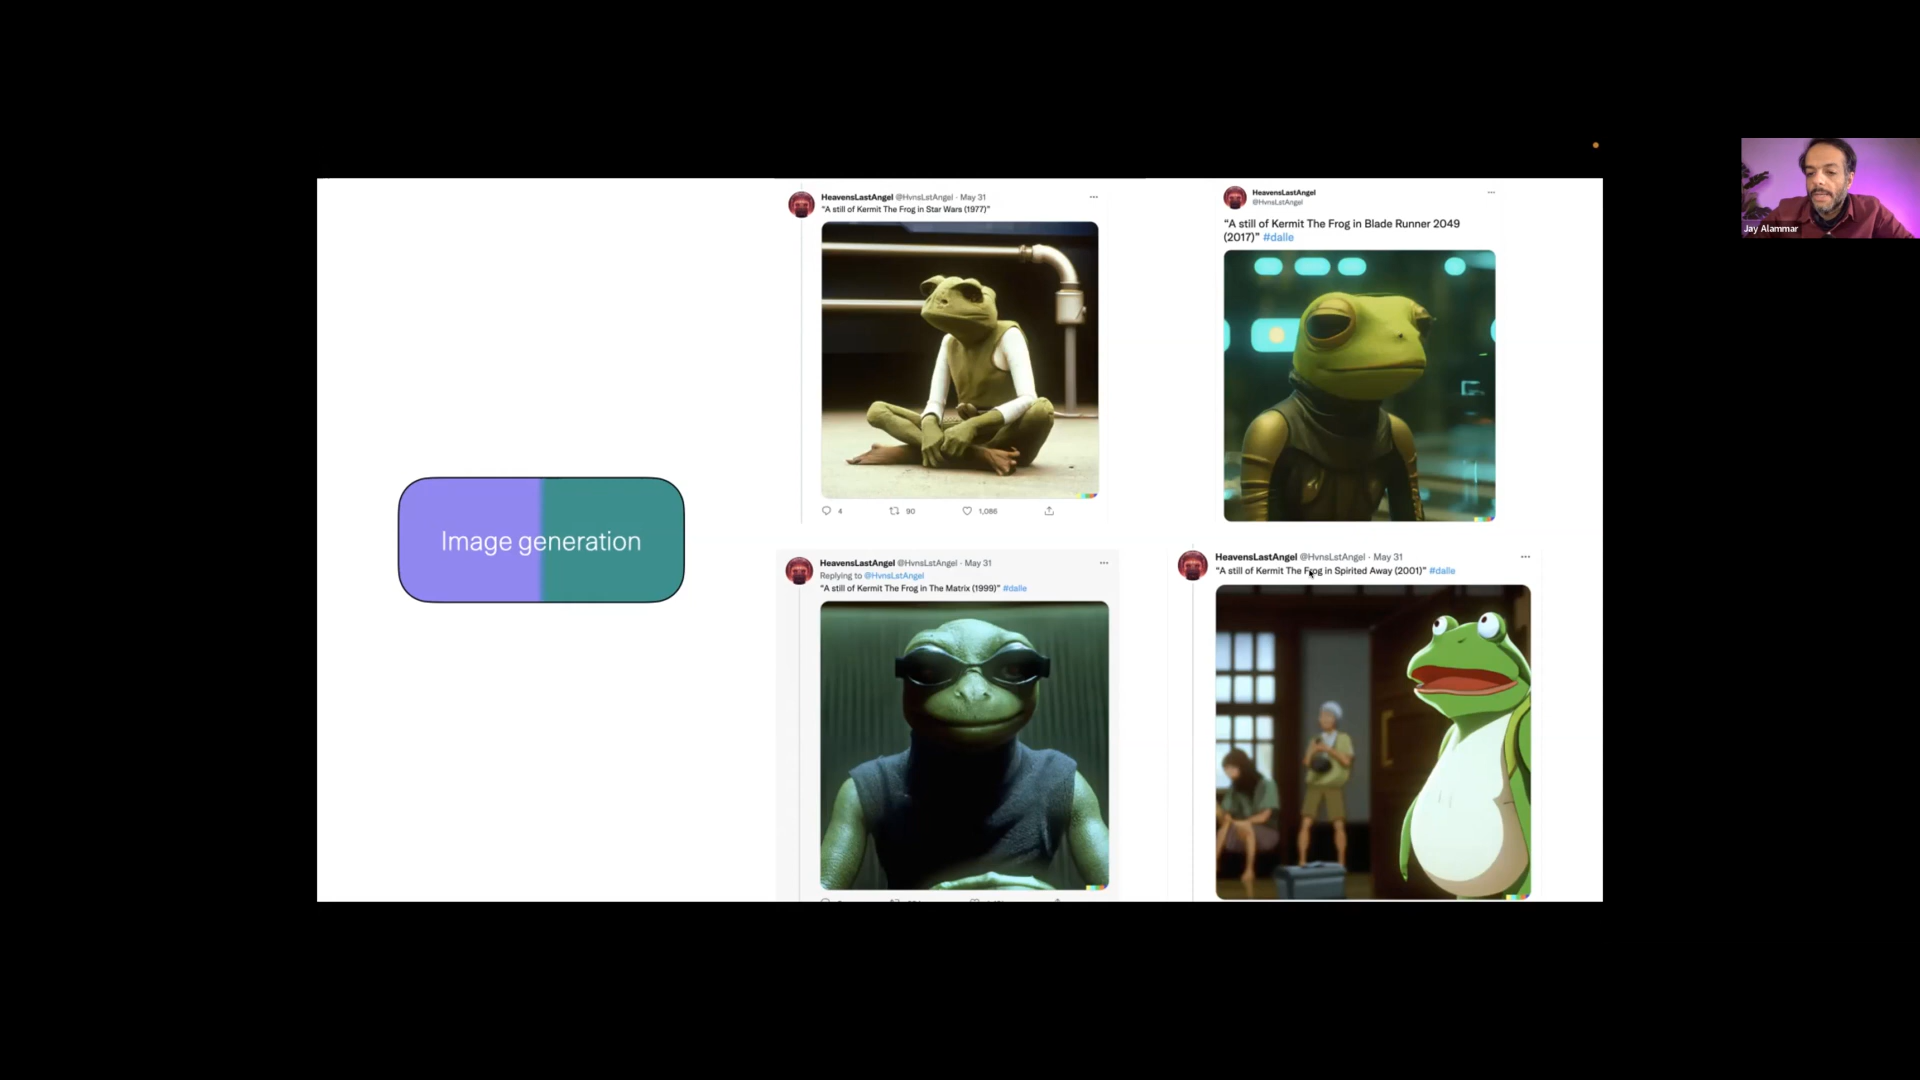 Image generation
HeavensLastAngel @HvnsLstAngel · May 31
"A still of Kermit The Frog in Star Wars (1977)"
4 90 1,086
HeavensLastAngel
@HvnsLstAngel
"A still of Kermit The Frog in Blade Runner 2049
(2017)" #dalle
HeavensLastAngel @HvnsLstAngel · May 31
Replying to @HvnsLstAngel
"A still of Kermit The Frog in The Matrix (1999)" #dalle
HeavensLastAngel @HvnsLstAngel · May 31
"A still of Kermit The Frog in Spirited Away (2001)" #dalle
Jay Alammar